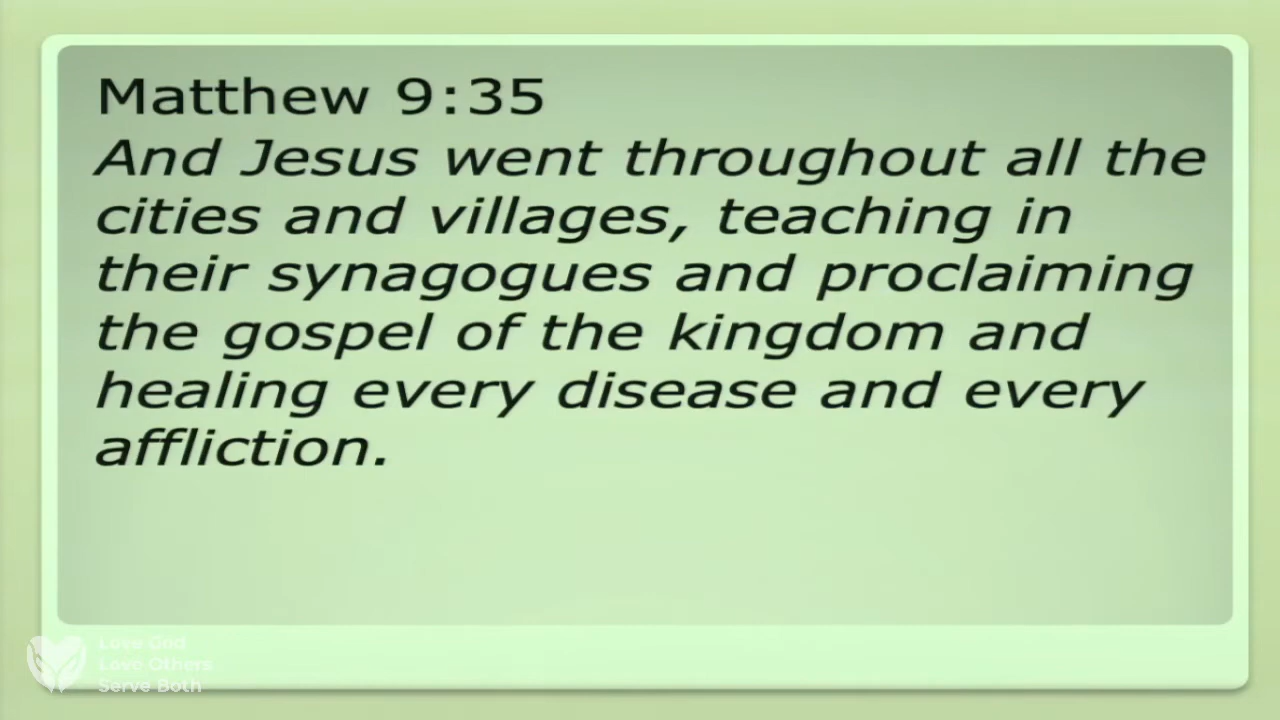 Matthew 9:35
And Jesus went throughout all the
cities and villages, teaching in
their synagogues and proclaiming
the gospel of the kingdom and
healing every disease and every
affliction.
Love God
Love Others
Serve Both